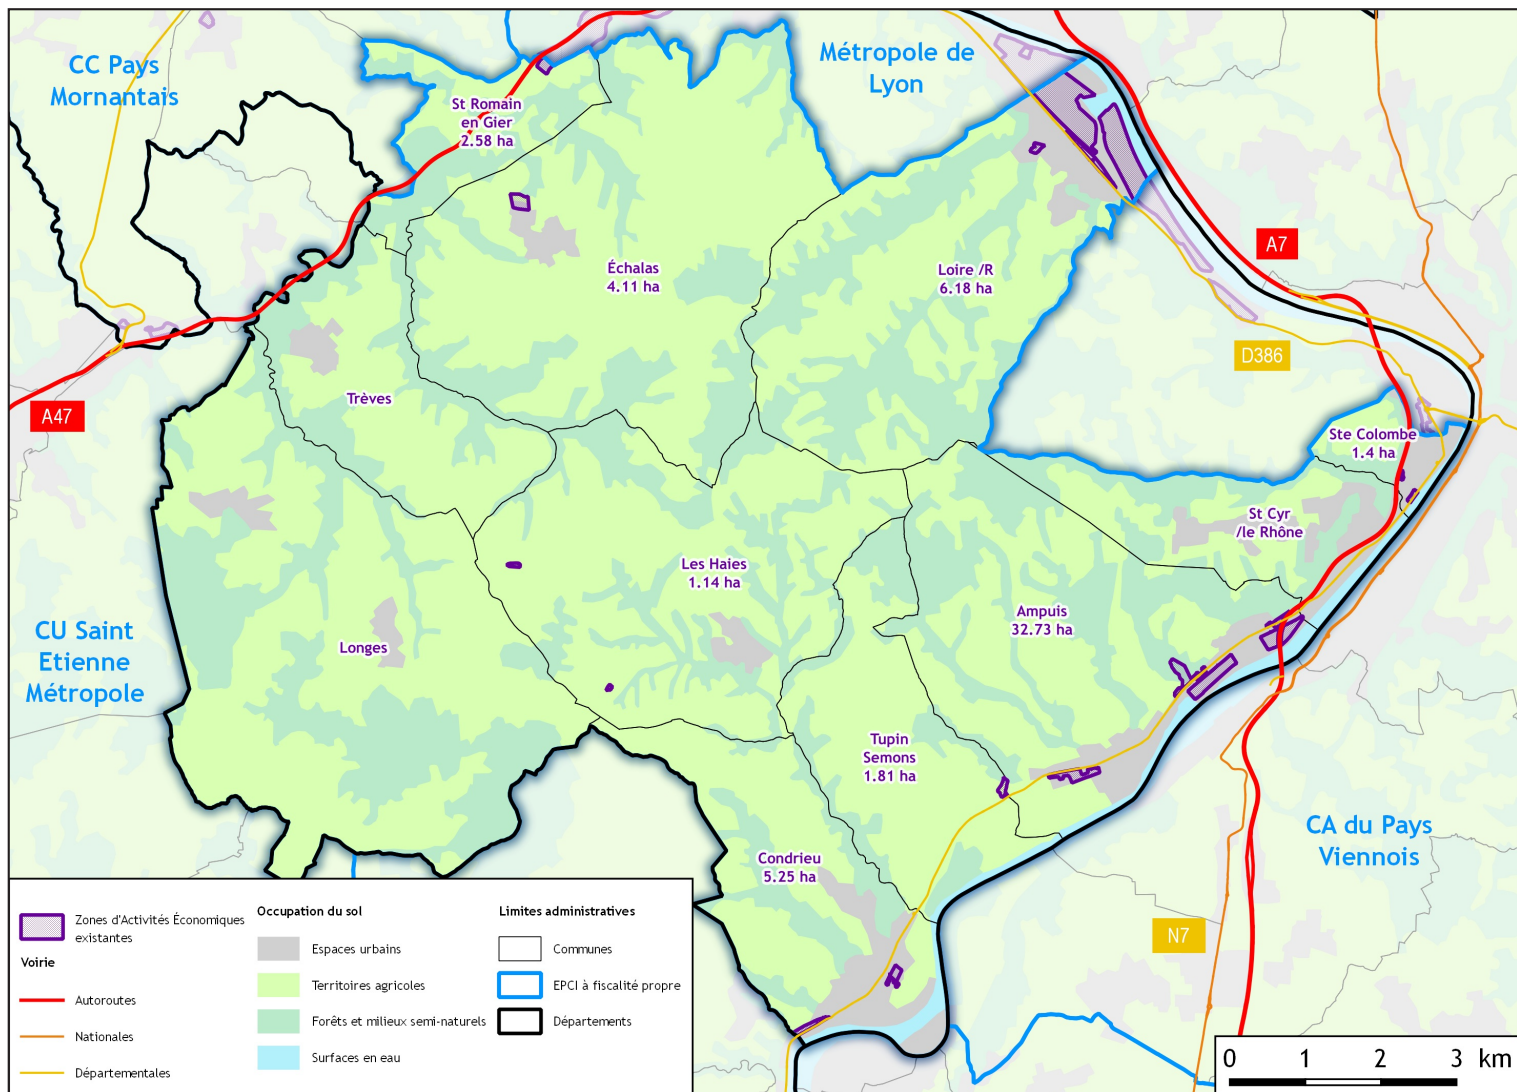 CC Pays
Mornantais
Métropole de
Lyon
St Romain
en Gier
2.58 ha
Échalas
4.11 ha
Loire /R
6.18 ha
A7
D386
A47
Trèves
Ste Colombe
1.4 ha
St Cyr
/le Rhône
Les Haies
1.14 ha
Ampuis
32.73 ha
CU Saint
Etienne
Métropole
Longes
Tupin
Semons
1.81 ha
CA du Pays
Viennois
Condrieu
5.25 ha
N7
Zones d'Activités Économiques
existantes
Voirie
Autoroutes
Nationales
Départementales
Occupation du sol
Espaces urbains
Territoires agricoles
Forêts et milieux semi-naturels
Surfaces en eau
Limites administratives
Communes
EPCI à fiscalité propre
Départements
0 1 2 3 km